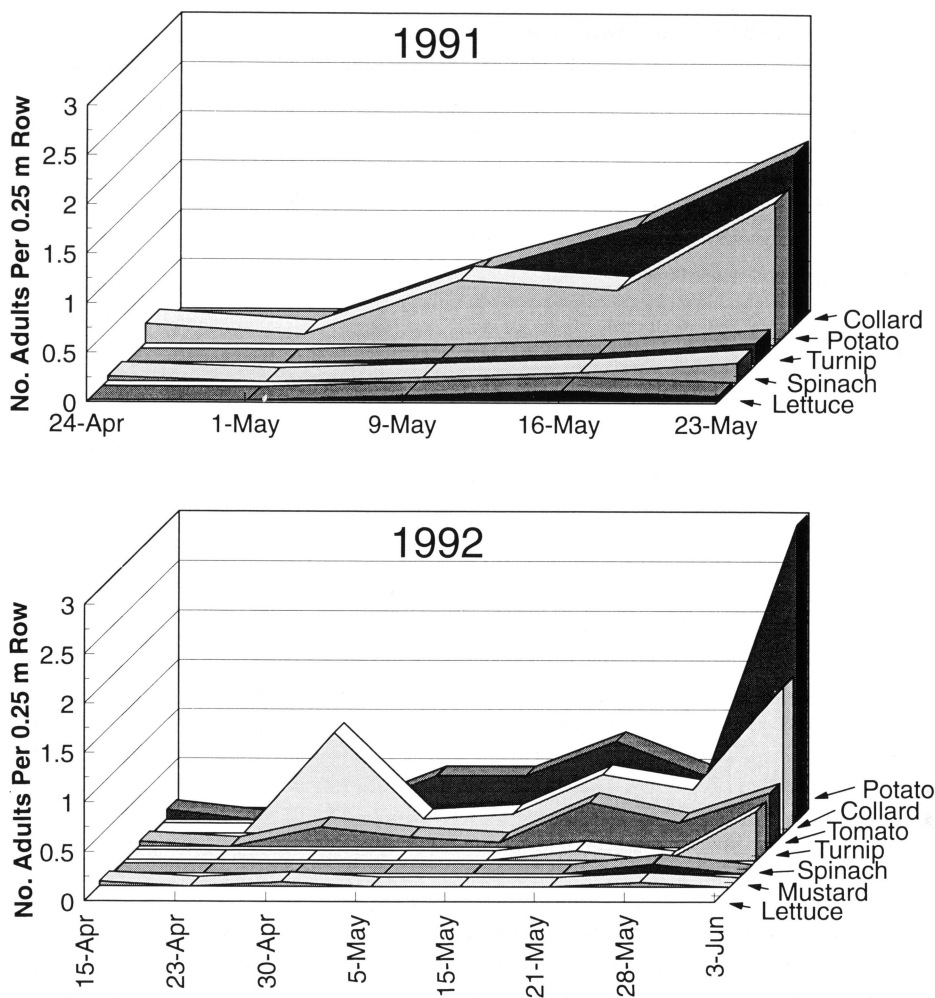 1991
No. Adults Per 0.25 m Row
3
2.5
2
1.5
1
0.5
0
24-Apr
1-May
9-May
16-May
23-May
Collard
Potato
Turnip
Spinach
Lettuce
1992
No. Adults Per 0.25 m Row
3
2.5
2
1.5
1
0.5
0
15-Apr
23-Apr
30-Apr
5-May
15-May
21-May
28-May
3-Jun
Potato
Collard
Tomato
Turnip
Spinach
Mustard
Lettuce